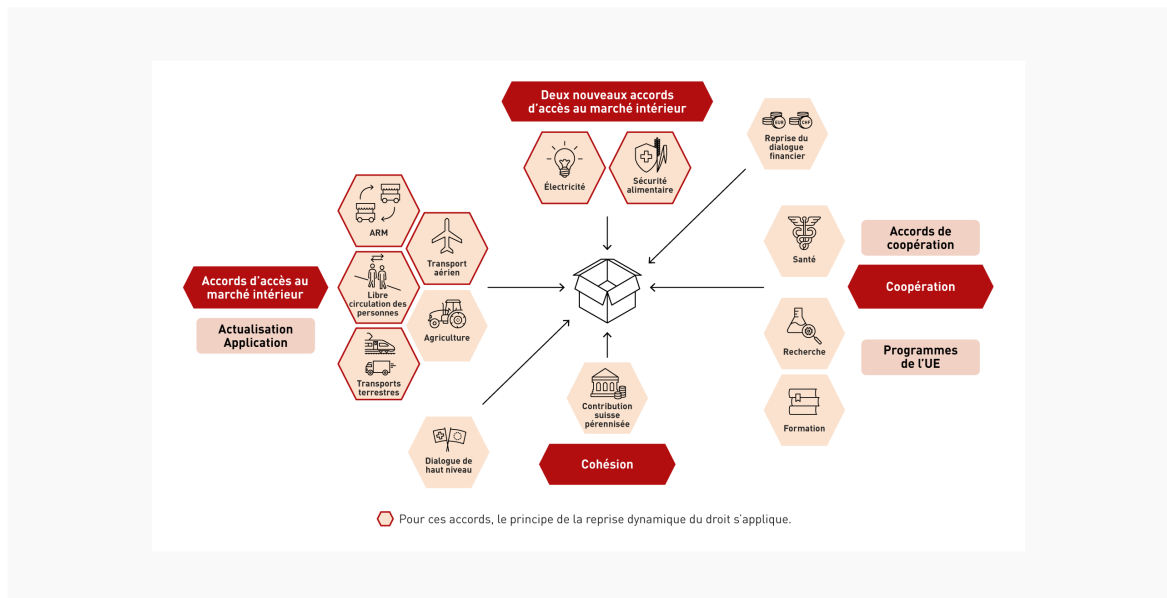 Deux nouveaux accords
d'accès au marché intérieur
Électricité
Sécurité
alimentaire
EUR
CHF
Reprise du
dialogue
financier
ARM
Transport
aérien
Libre
circulation des
personnes
Agriculture
Transports
terrestres
Accords d'accès au
marché intérieur
Actualisation
Application
Santé
Accords de
coopération
Coopération
Recherche
Programmes
de l'UE
Formation
Contribution
suisse
pérennisée
Cohésion
Dialogue de
haut niveau
Pour ces accords, le principe de la reprise dynamique du droit s'applique.